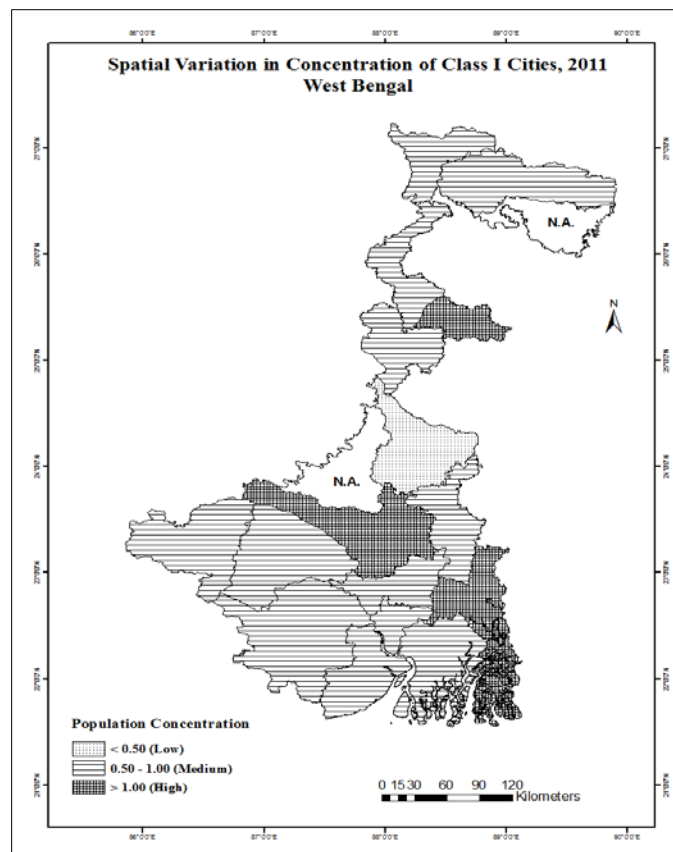 Spatial Variation in Concentration of Class I Cities, 2011
West Bengal
N.A.
N
N.A.
Population Concentration
< 0.50 (Low)
0.50 - 1.00 (Medium)
> 1.00 (High)
0 15 30 60 90 120
Kilometers